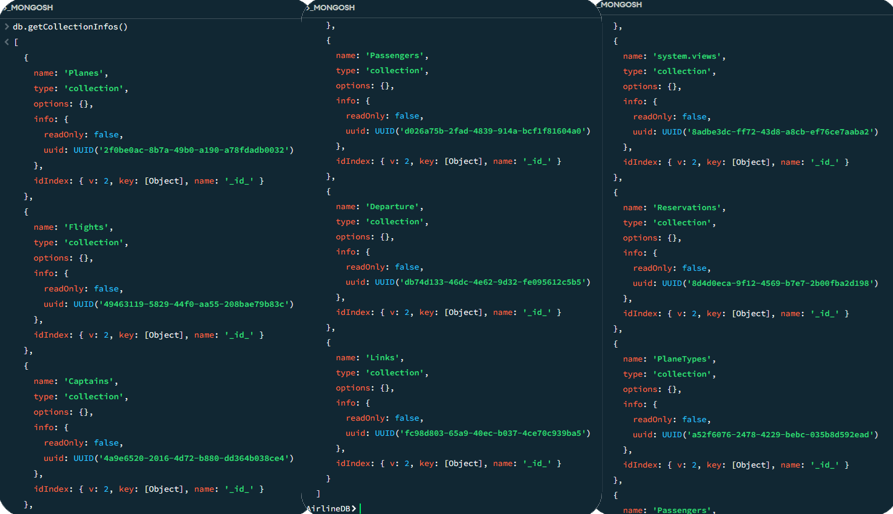 >_MONGOSH
> db.getCollectionInfos()
< [
{
name: 'Planes',
type: 'collection',
options: {},
info: {
readOnly: false,
uuid: UUID('2f0be0ac-8b7a-49b0-a190-a78fdadb0032')
},
idIndex: { v: 2, key: [Object], name: '_id_' }
},
{
name: 'Flights',
type: 'collection',
options: {},
info: {
readOnly: false,
uuid: UUID('49463119-5829-44f0-aa55-208bae79b83c')
},
idIndex: { v: 2, key: [Object], name: '_id_' }
},
{
name: 'Captains',
type: 'collection',
options: {},
info: {
readOnly: false,
uuid: UUID('4a9e6520-2016-4d72-b880-dd364b038ce4')
},
idIndex: { v: 2, key: [Object], name: '_id_' }
},
>_MONGOSH
},
{
name: 'Passengers',
type: 'collection',
options: {},
info: {
readOnly: false,
uuid: UUID('d026a75b-2fad-4839-914a-bcf1f81604a0')
},
idIndex: { v: 2, key: [Object], name: '_id_' }
},
{
name: 'Departure',
type: 'collection',
options: {},
info: {
readOnly: false,
uuid: UUID('db74d133-46dc-4e62-9d32-fe095612c5b5')
},
idIndex: { v: 2, key: [Object], name: '_id_' }
},
{
name: 'Links',
type: 'collection',
options: {},
info: {
readOnly: false,
uuid: UUID('fc98d803-65a9-40ec-b037-4ce70c939ba5')
},
idIndex: { v: 2, key: [Object], name: '_id_' }
}
]
AirlineDB>
>_MONGOSH
},
{
name: 'system.views',
type: 'collection',
options: {},
info: {
readOnly: false,
uuid: UUID('8adbe3dc-ff72-43d8-a8cb-ef76ce7aaba2')
},
idIndex: { v: 2, key: [Object], name: '_id_' }
},
{
name: 'Reservations',
type: 'collection',
options: {},
info: {
readOnly: false,
uuid: UUID('8d4d0eca-9f12-4569-b7e7-2b00fba2d198')
},
idIndex: { v: 2, key: [Object], name: '_id_' }
},
{
name: 'PlaneTypes',
type: 'collection',
options: {},
info: {
readOnly: false,
uuid: UUID('a52f6076-2478-4229-bebc-035b8d592ead')
},
idIndex: { v: 2, key: [Object], name: '_id_' }
},
{
name: 'Passengers',